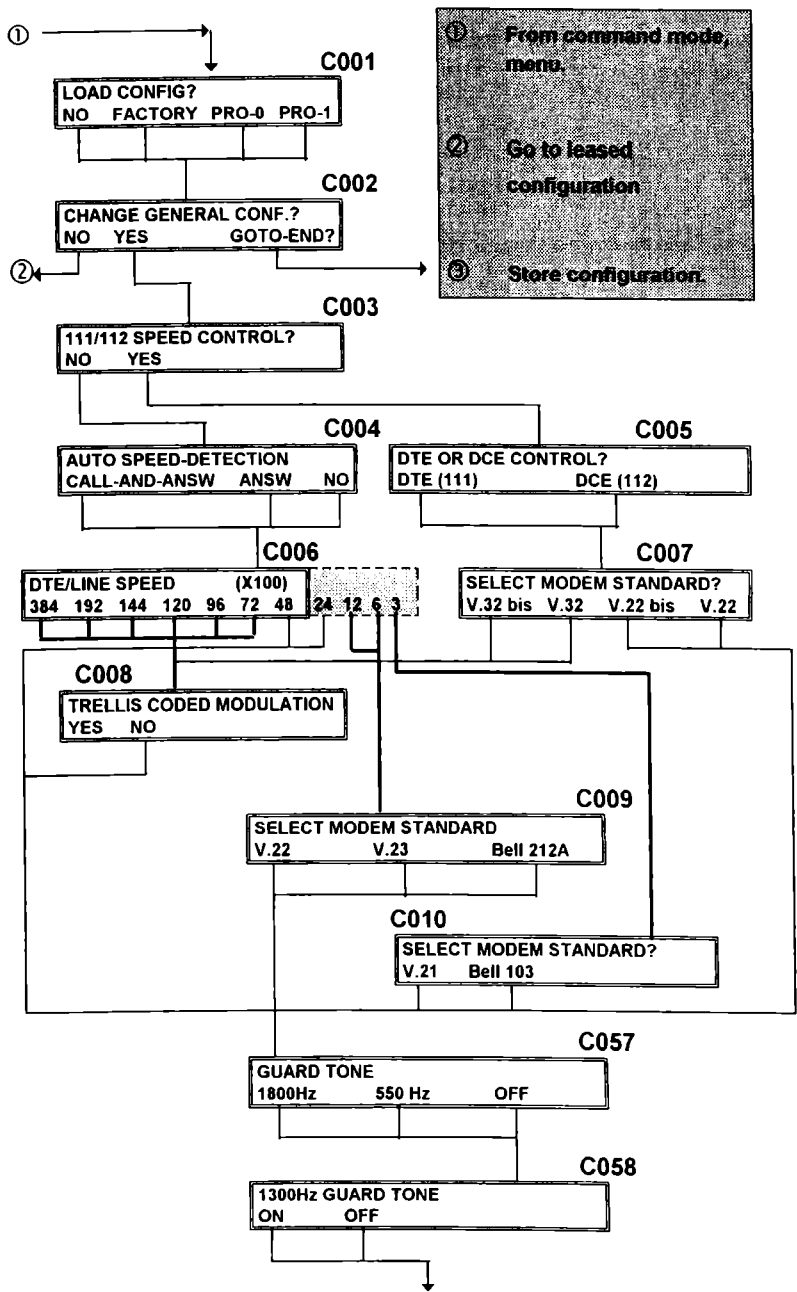 ①
C001
LOAD CONFIG?
NO FACTORY PRO-0 PRO-1
① From command mode,
menu.
② Go to leased
configuration
③ Store configuration.
C002
CHANGE GENERAL CONF.?
NO YES GOTO-END?
②
C003
111/112 SPEED CONTROL?
NO YES
C004
AUTO SPEED-DETECTION
CALL-AND-ANSW ANSW NO
C005
DTE OR DCE CONTROL?
DTE (111) DCE (112)
C006
DTE/LINE SPEED (X100)
384 192 144 120 96 72 48 24 12 6 3
C007
SELECT MODEM STANDARD?
V.32 bis V.32 V.22 bis V.22
C008
TRELLIS CODED MODULATION
YES NO
C009
SELECT MODEM STANDARD
V.22 V.23 Bell 212A
C010
SELECT MODEM STANDARD?
V.21 Bell 103
C057
GUARD TONE
1800Hz 550 Hz OFF
C058
1300Hz GUARD TONE
ON OFF